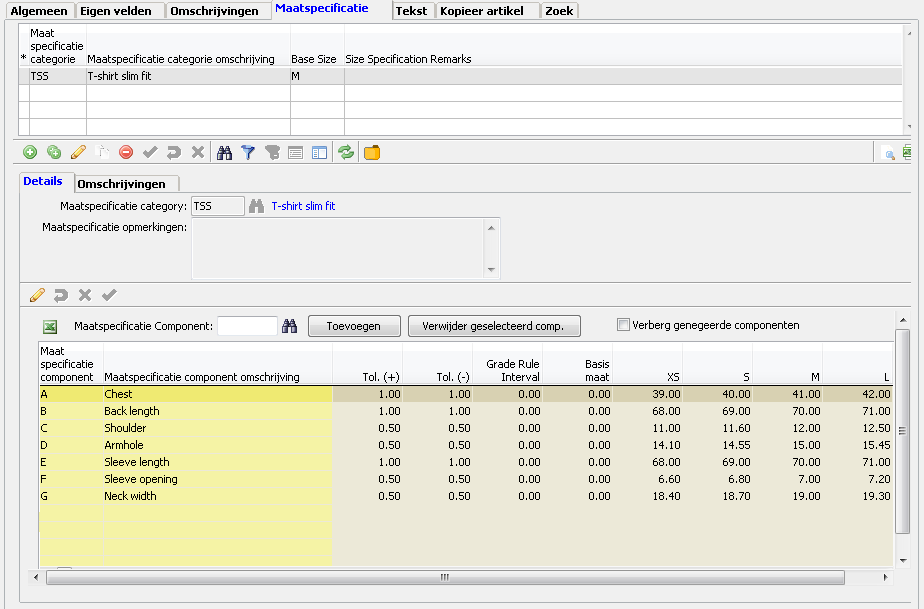 Algemeen Eigen velden Omschrijvingen Maatspecificatie Tekst Kopieer artikel Zoek
Maat
specificatie
* categorie Maatspecificatie categorie omschrijving Base Size Size Specification Remarks
TSS T-shirt slim fit M
Details Omschrijvingen
Maatspecificatie category: TSS T-shirt slim fit
Maatspecificatie opmerkingen:
Maatspecificatie Component: Toevoegen Verwijder geselecteerd comp. Verberg genegeerde componenten
Maat
specificatie Grade Rule Basis
component Maatspecificatie component omschrijving Tol. (+) Tol. (-) Interval maat XS S M L
A Chest 1.00 1.00 0.00 0.00 39.00 40.00 41.00 42.00
B Back length 1.00 1.00 0.00 0.00 68.00 69.00 70.00 71.00
C Shoulder 0.50 0.50 0.00 0.00 11.00 11.60 12.00 12.50
D Armhole 0.50 0.50 0.00 0.00 14.10 14.55 15.00 15.45
E Sleeve length 1.00 1.00 0.00 0.00 68.00 69.00 70.00 71.00
F Sleeve opening 0.50 0.50 0.00 0.00 6.60 6.80 7.00 7.20
G Neck width 0.50 0.50 0.00 0.00 18.40 18.70 19.00 19.30